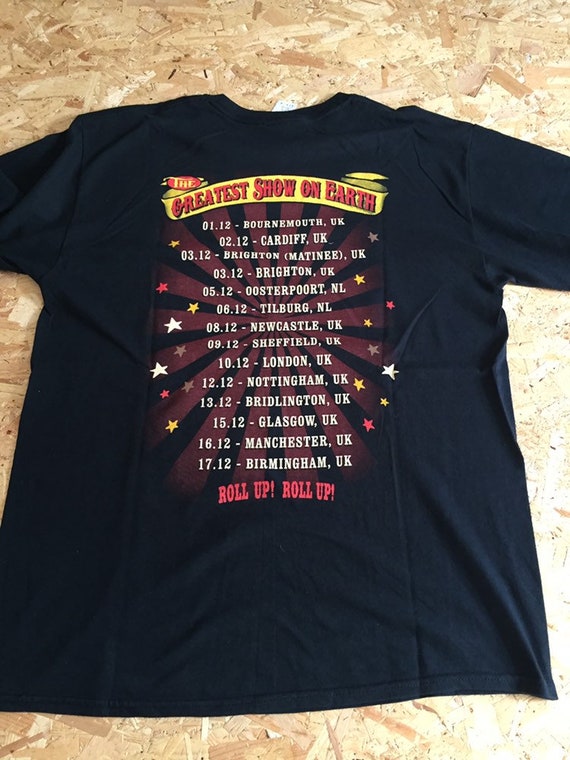 THE
GREATEST SHOW ON EARTH
01.12 - BOURNEMOUTH, UK
02.12 - CARDIFF, UK
03.12 - BRIGHTON (MATINEE), UK
03.12 - BRIGHTON, UK
05.12 - OOSTERPOORT, NL
06.12 - TILBURG, NL
08.12 - NEWCASTLE, UK
09.12 - SHEFFIELD, UK
10.12 - LONDON, UK
12.12 - NOTTINGHAM, UK
13.12 - BRIDLINGTON, UK
15.12 - GLASGOW, UK
16.12 - MANCHESTER, UK
17.12 - BIRMINGHAM, UK
ROLL UP! ROLL UP!